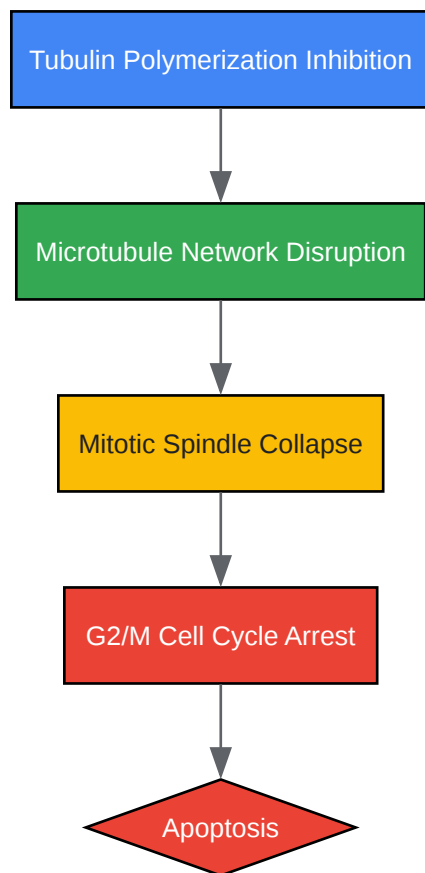 Tubulin Polymerization Inhibition
Microtubule Network Disruption
Mitotic Spindle Collapse
G2/M Cell Cycle Arrest
Apoptosis